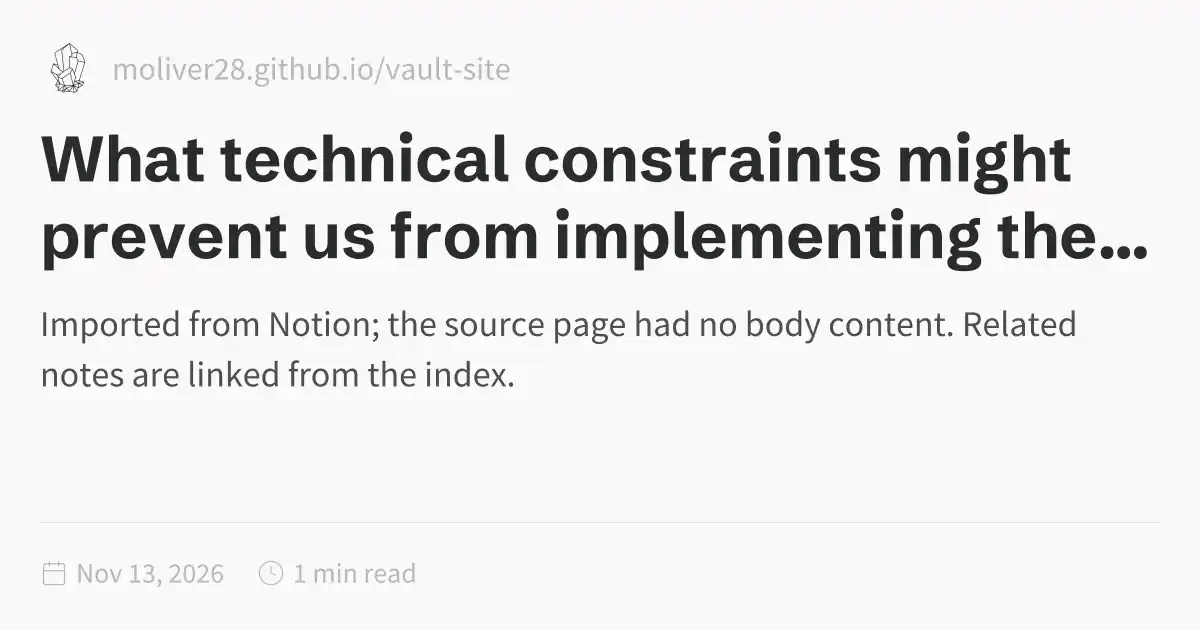 moliver28.github.io/vault-site
What technical constraints might
prevent us from implementing the...
Imported from Notion; the source page had no body content. Related
notes are linked from the index.
Nov 13, 2026 1 min read